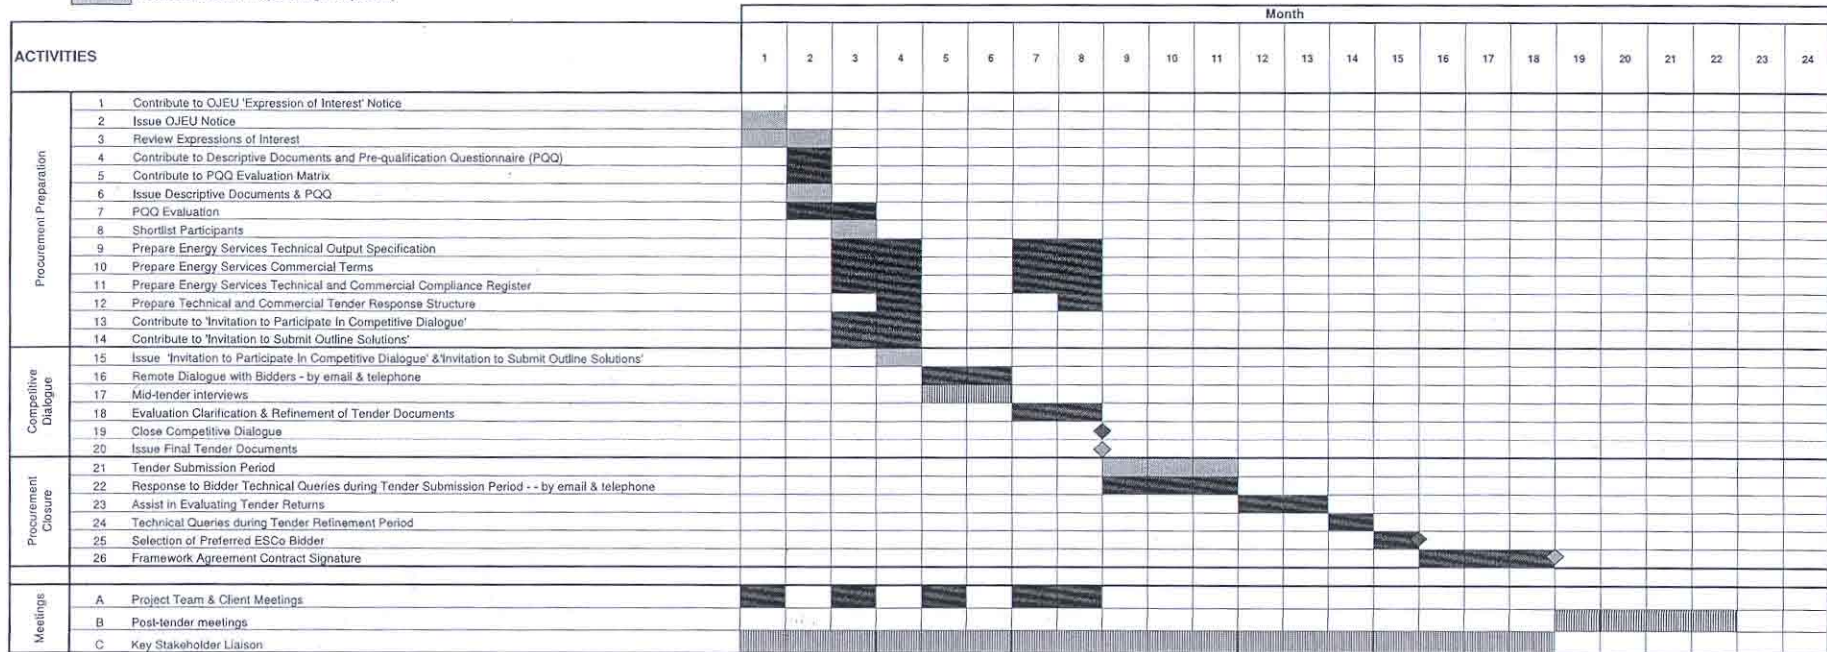 Month
ACTIVITIES 1 2 3 4 5 6 7 8 9 10 11 12 13 14 15 16 17 18 19 20 21 22 23 24
Procurement Preparation
1 Contribute to OJEU 'Expression of Interest' Notice
2 Issue OJEU Notice
3 Review Expressions of Interest
4 Contribute to Descriptive Documents and Pre-qualification Questionnaire (PQQ)
5 Contribute to PQQ Evaluation Matrix
6 Issue Descriptive Documents & PQQ
7 PQQ Evaluation
8 Shortlist Participants
9 Prepare Energy Services Technical Output Specification
10 Prepare Energy Services Commercial Terms
11 Prepare Energy Services Technical and Commercial Compliance Register
12 Prepare Technical and Commercial Tender Response Structure
13 Contribute to 'Invitation to Participate In Competitive Dialogue'
14 Contribute to 'Invitation to Submit Outline Solutions'
Competitive
Dialogue
15 Issue 'Invitation to Participate In Competitive Dialogue' &'Invitation to Submit Outline Solutions'
16 Remote Dialogue with Bidders - by email & telephone
17 Mid-tender interviews
18 Evaluation Clarification & Refinement of Tender Documents
19 Close Competitive Dialogue
20 Issue Final Tender Documents
Procurement
Closure
21 Tender Submission Period
22 Response to Bidder Technical Queries during Tender Submission Period - - by email & telephone
23 Assist in Evaluating Tender Returns
24 Technical Queries during Tender Refinement Period
25 Selection of Preferred ESCo Bidder
26 Framework Agreement Contract Signature
Meetings
A Project Team & Client Meetings
B Post-tender meetings
C Key Stakeholder Liaison